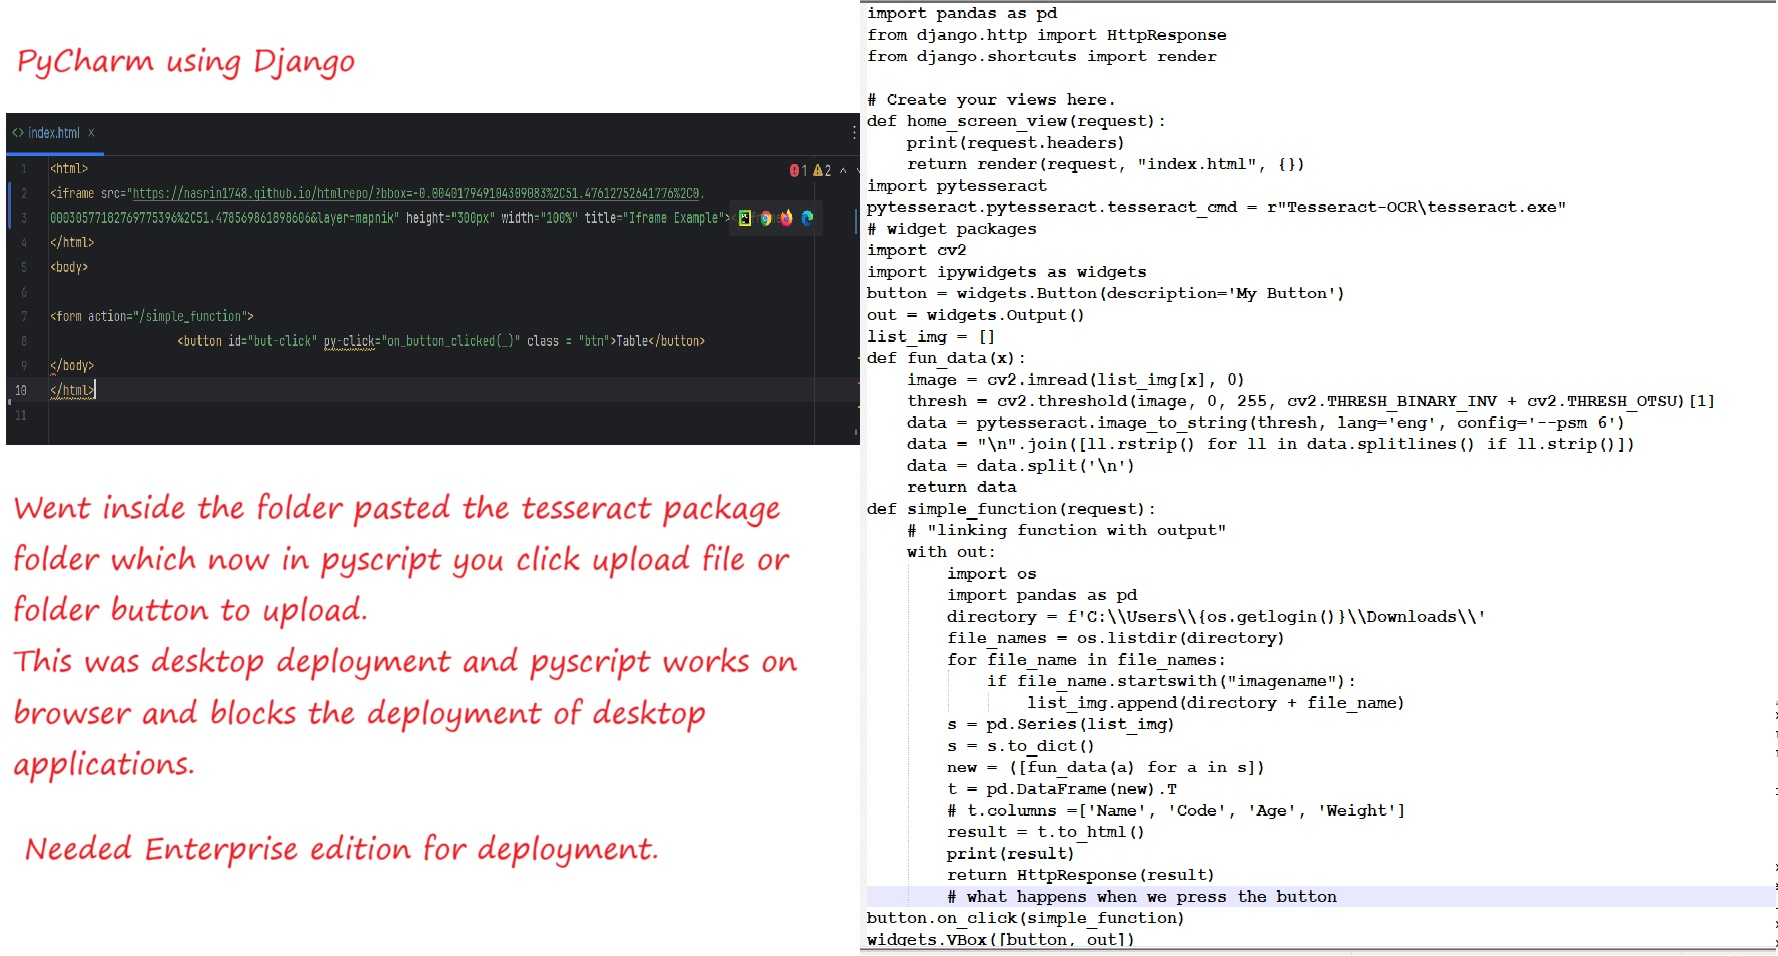 PyCharm using Django
index.html
1 <html>
2 <iframe src="https://nasrin1748.github.io/htmlrepo/?bbox=-0.004017949104309083%2C51.47612752641776%2C0.
3 00030577182769775396%2C51.478569861898606&layer=mapnik" height="300px" width="100%" title="Iframe Example">
4 </html>
5 <body>
6
7 <form action="/simple_function">
8 <button id="but-click" py-click="on_button_clicked(_)" class = "btn">Table</button>
9 </body>
10 </html>
11
1 2
Went inside the folder pasted the tesseract package
folder which now in pyscript you click upload file or
folder button to upload.
This was desktop deployment and pyscript works on
browser and blocks the deployment of desktop
applications.
Needed Enterprise edition for deployment.
import pandas as pd
from django.http import HttpResponse
from django.shortcuts import render
# Create your views here.
def home_screen_view(request):
print(request.headers)
return render(request, "index.html", {})
import pytesseract
pytesseract.pytesseract.tesseract_cmd = r"Tesseract-OCR\tesseract.exe"
# widget packages
import cv2
import ipywidgets as widgets
button = widgets.Button(description='My Button')
out = widgets.Output()
list_img = []
def fun_data(x):
image = cv2.imread(list_img[x], 0)
thresh = cv2.threshold(image, 0, 255, cv2.THRESH_BINARY_INV + cv2.THRESH_OTSU)[1]
data = pytesseract.image_to_string(thresh, lang='eng', config='--psm 6')
data = "\n".join([ll.rstrip() for ll in data.splitlines() if ll.strip()])
data = data.split('\n')
return data
def simple_function(request):
# "linking function with output"
with out:
import os
import pandas as pd
directory = f'C:\\Users\\{os.getlogin()}\\Downloads\\'
file_names = os.listdir(directory)
for file_name in file_names:
if file_name.startswith("imagename"):
list_img.append(directory + file_name)
s = pd.Series(list_img)
s = s.to_dict()
new = ([fun_data(a) for a in s])
t = pd.DataFrame(new).T
# t.columns =['Name', 'Code', 'Age', 'Weight']
result = t.to_html()
print(result)
return HttpResponse(result)
# what happens when we press the button
button.on_click(simple_function)
widgets.VBox([button, out])